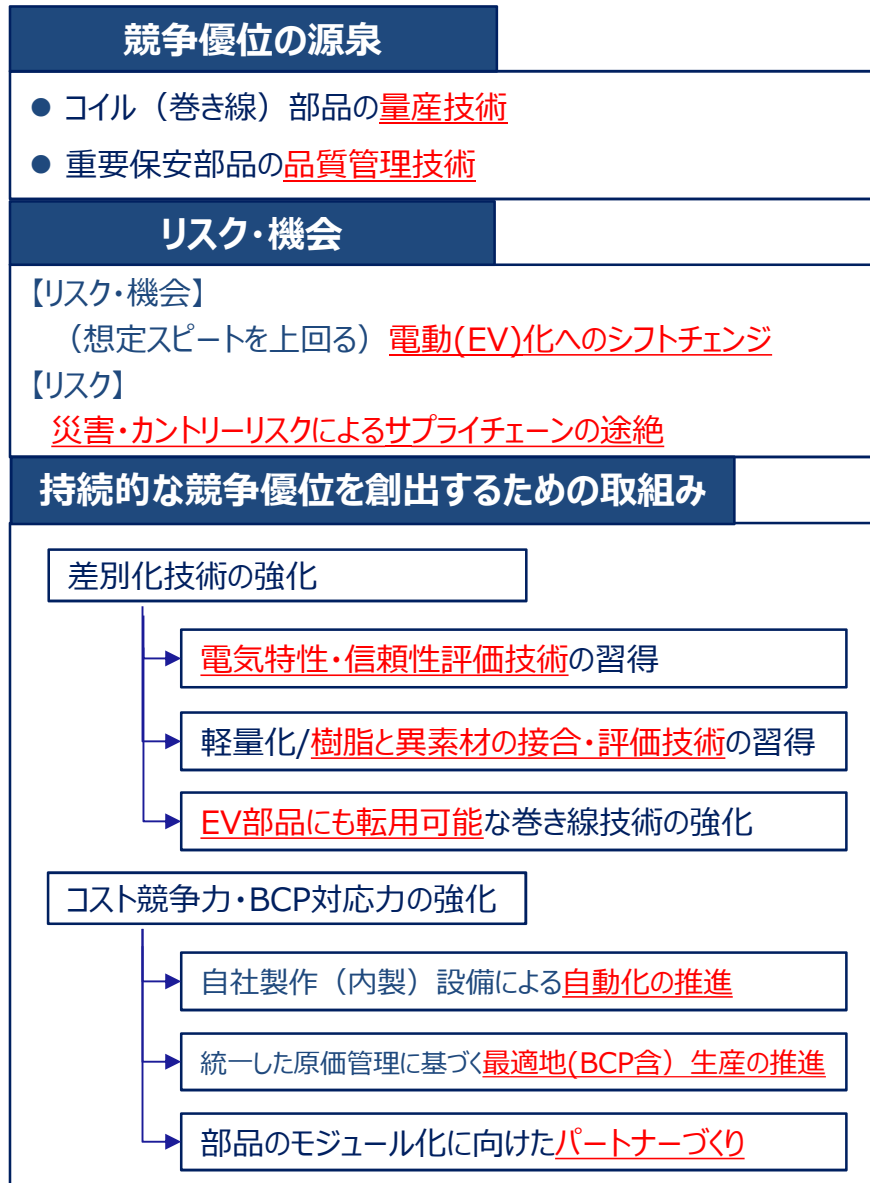 競争優位の源泉
● コイル（巻き線）部品の量産技術
● 重要保安部品の品質管理技術
リスク・機会
【リスク・機会】
（想定スピートを上回る）電動(EV)化へのシフトチェンジ
【リスク】
災害・カントリーリスクによるサプライチェーンの途絶
持続的な競争優位を創出するための取組み
差別化技術の強化
電気特性・信頼性評価技術の習得
軽量化/樹脂と異素材の接合・評価技術の習得
EV部品にも転用可能な巻き線技術の強化
コスト競争力・BCP対応力の強化
自社製作（内製）設備による自動化の推進
統一した原価管理に基づく最適地(BCP含）生産の推進
部品のモジュール化に向けたパートナーづくり